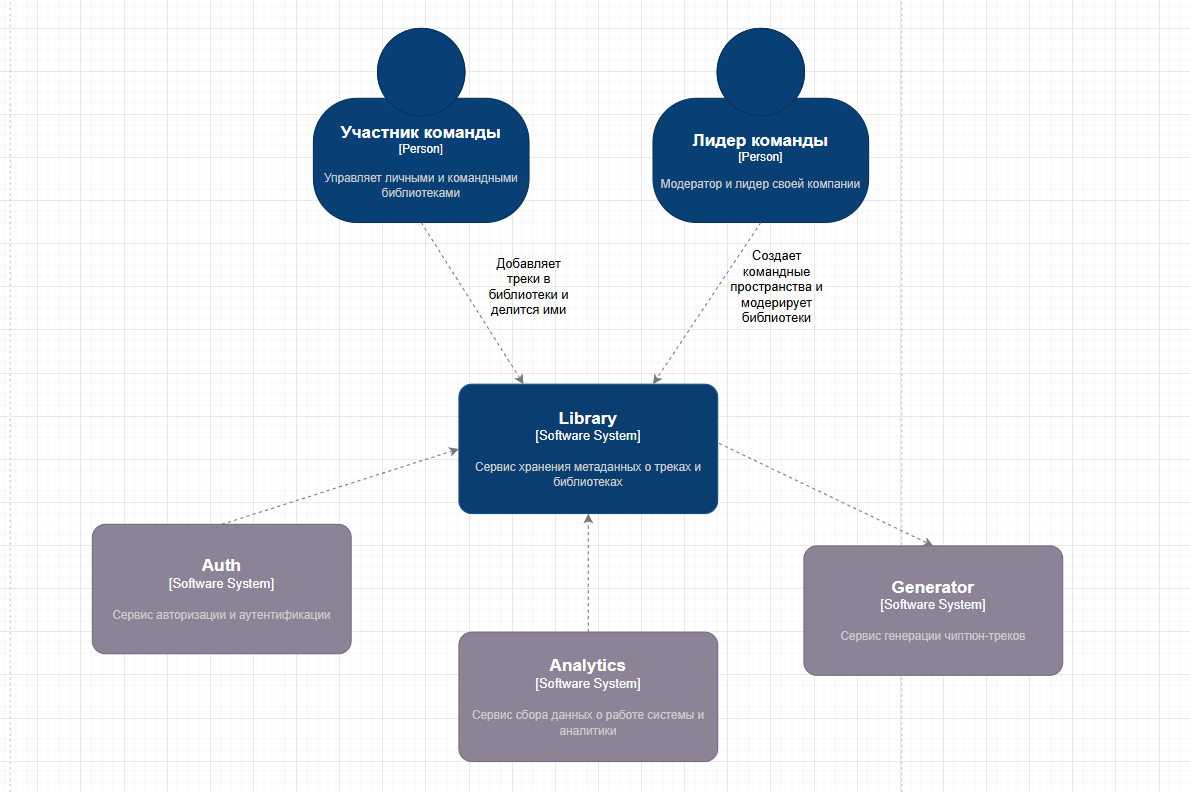 Участник команды
[Person]
Управляет личными и командными
библиотеками
Лидер команды
[Person]
Модератор и лидер своей компании
Добавляет
треки в
библиотеки и
делится ими
Создает
командные
пространства и
модерирует
библиотеки
Library
[Software System]
Сервис хранения метаданных о треках и
библиотеках
Auth
[Software System]
Сервис авторизации и аутентификации
Generator
[Software System]
Сервис генерации чиптюн-треков
Analytics
[Software System]
Сервис сбора данных о работе системы и
аналитики